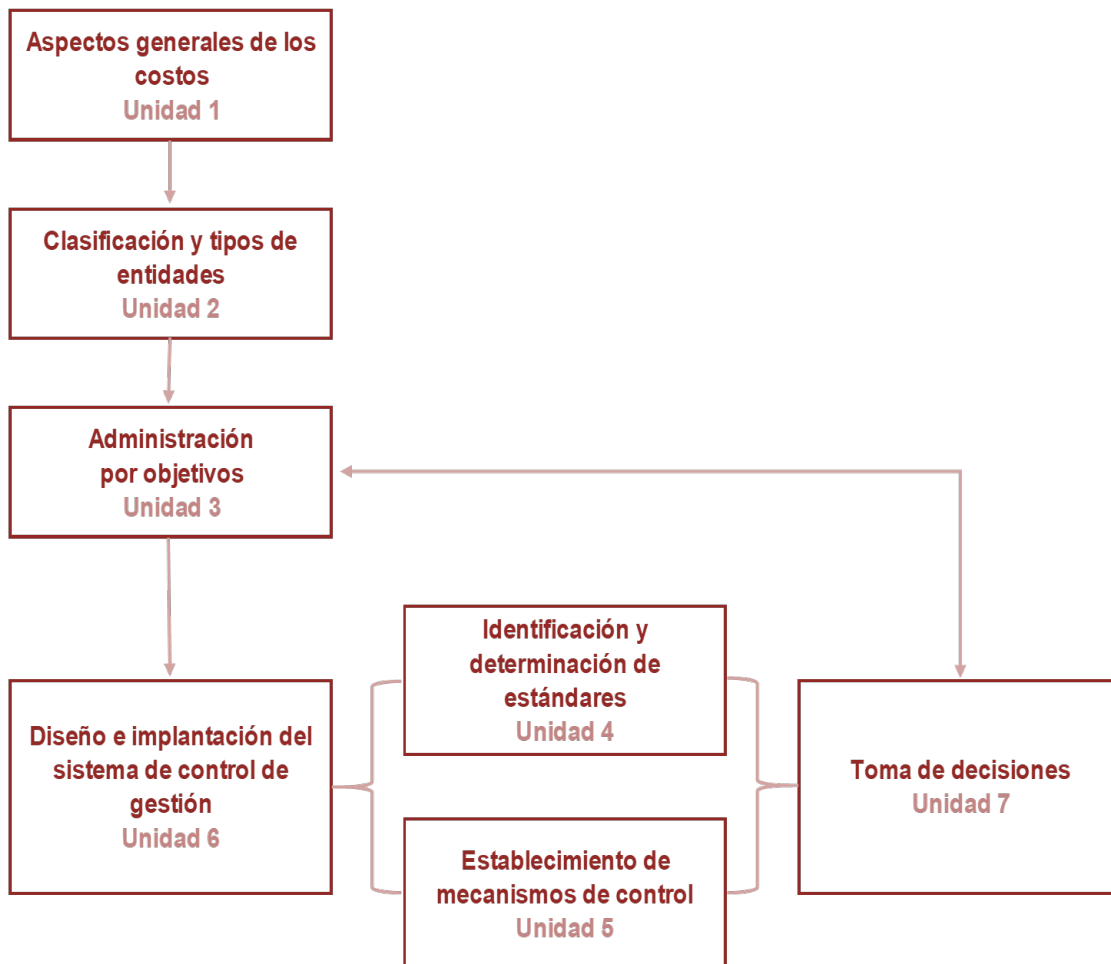 Aspectos generales de los
costos
Unidad 1
Clasificación y tipos de
entidades
Unidad 2
Administración
por objetivos
Unidad 3
Identificación y
determinación de
estándares
Unidad 4
Diseño e implantación del
sistema de control de
gestión
Unidad 6
Toma de decisiones
Unidad 7
Establecimiento de
mecanismos de control
Unidad 5